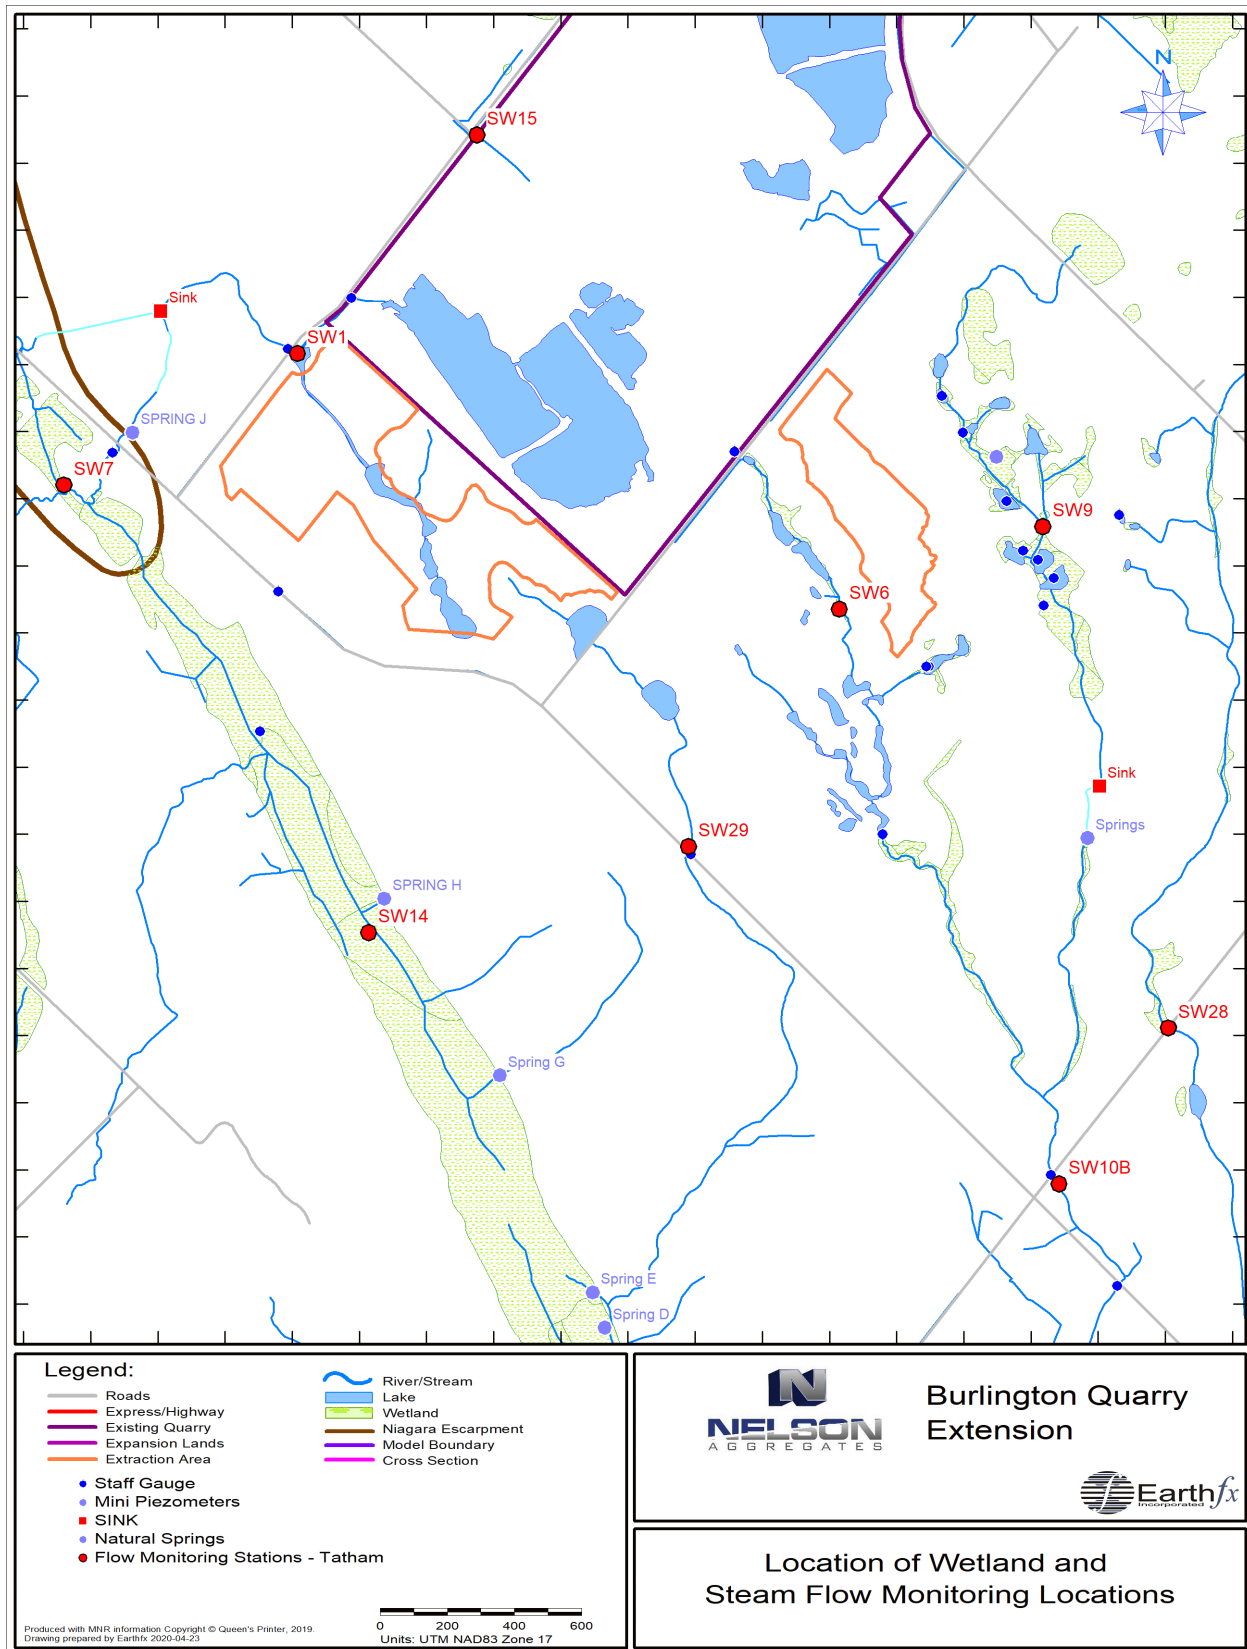 N
SW15
Sink
SW1
SPRING J
SW7
SW9
SW6
Sink
Springs
SW29
SPRING H
SW14
SW28
Spring G
SW10B
Spring E
Spring D
Legend:
Roads
Express/Highway
Existing Quarry
Expansion Lands
Extraction Area
River/Stream
Lake
Wetland
Niagara Escarpment
Model Boundary
Cross Section
Staff Gauge
Mini Piezometers
SINK
Natural Springs
Flow Monitoring Stations - Tatham
0 200 400 600
Units: UTM NAD83 Zone 17
Produced with MNR information Copyright © Queen's Printer, 2019.
Drawing prepared by Earthfx 2020-04-23
N
NELSON
AGGREGATES
Burlington Quarry
Extension
Earthfx
Incorporated
Location of Wetland and
Steam Flow Monitoring Locations